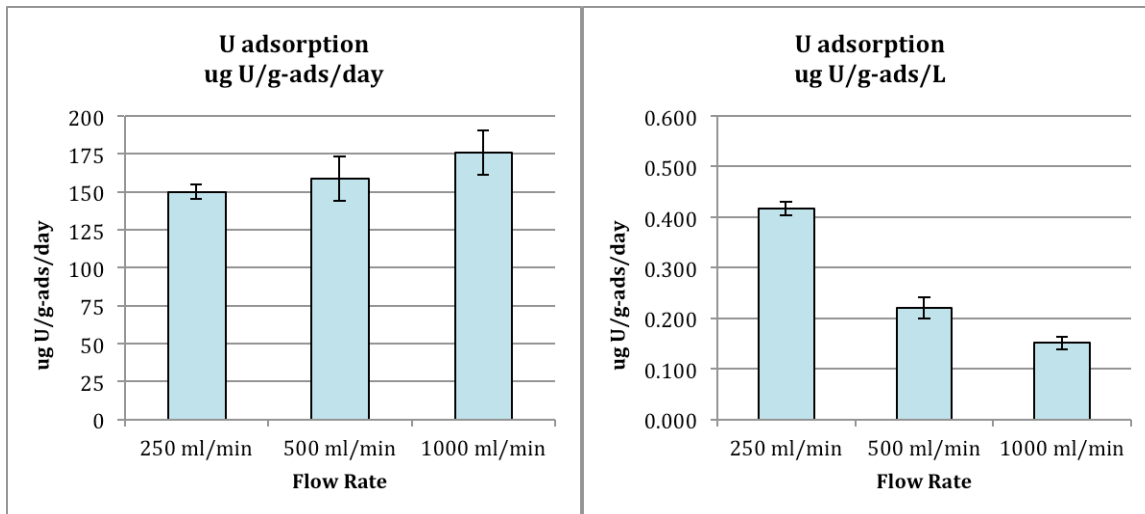 U adsorption
ug U/g-ads/day
200
175
150
125
100
75
50
25
0
ug U/g-ads/day
250 ml/min 500 ml/min 1000 ml/min
Flow Rate
U adsorption
ug U/g-ads/L
0.600
0.500
0.400
0.300
0.200
0.100
0.000
ug U/g-ads/day
250 ml/min 500 ml/min 1000 ml/min
Flow Rate